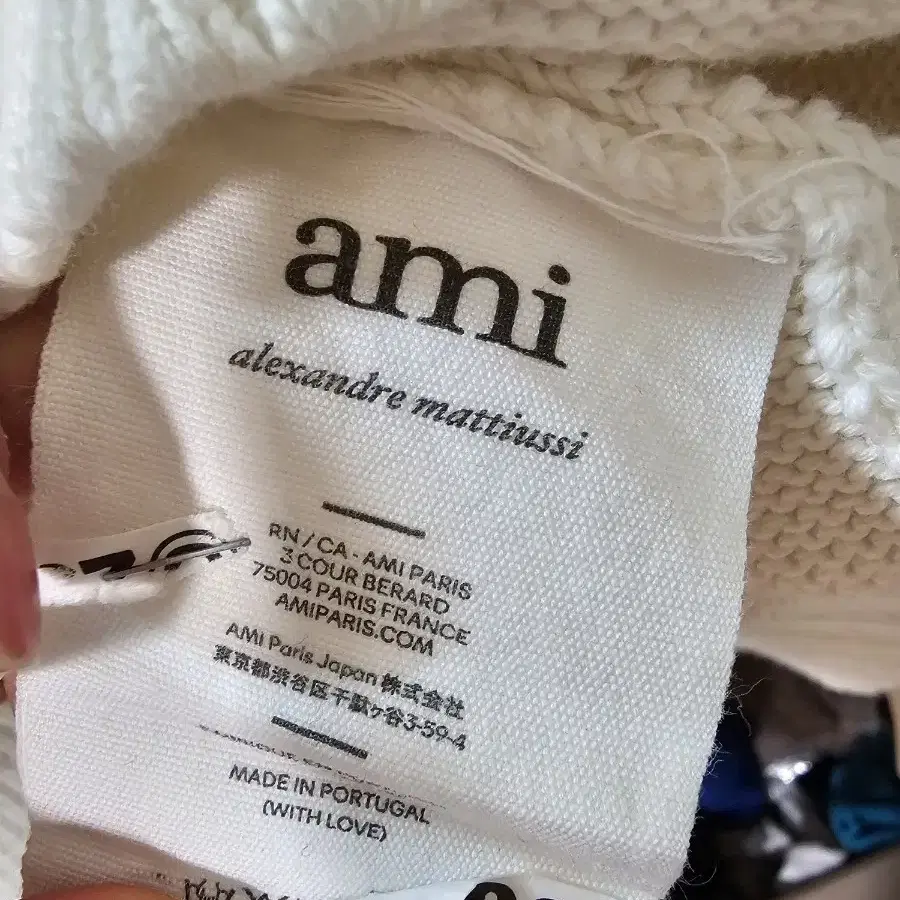 ami
alexandre mattiussi
RN / CA - AMI PARIS
3 COUR BERARD
75004 PARIS FRANCE
AMIPARIS.COM
AMI Paris Japan 株式会社
東京都渋谷区千駄ヶ谷3-59-4
MADE IN PORTUGAL
(WITH LOVE)